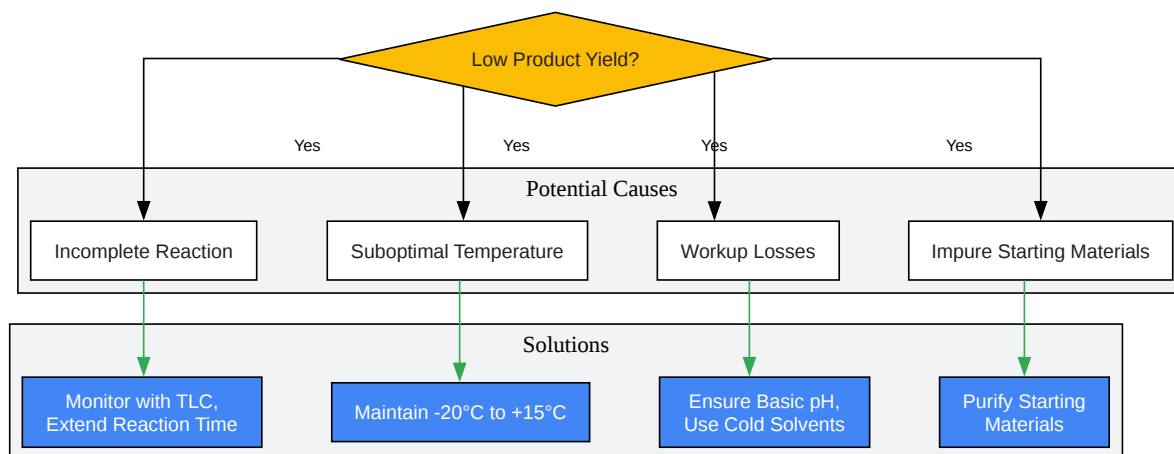 Low Product Yield?
Yes
Yes
Yes
Yes
Potential Causes
Incomplete Reaction
Suboptimal Temperature
Workup Losses
Impure Starting Materials
Solutions
Monitor with TLC,
Extend Reaction Time
Maintain -20°C to +15°C
Ensure Basic pH,
Use Cold Solvents
Purify Starting
Materials